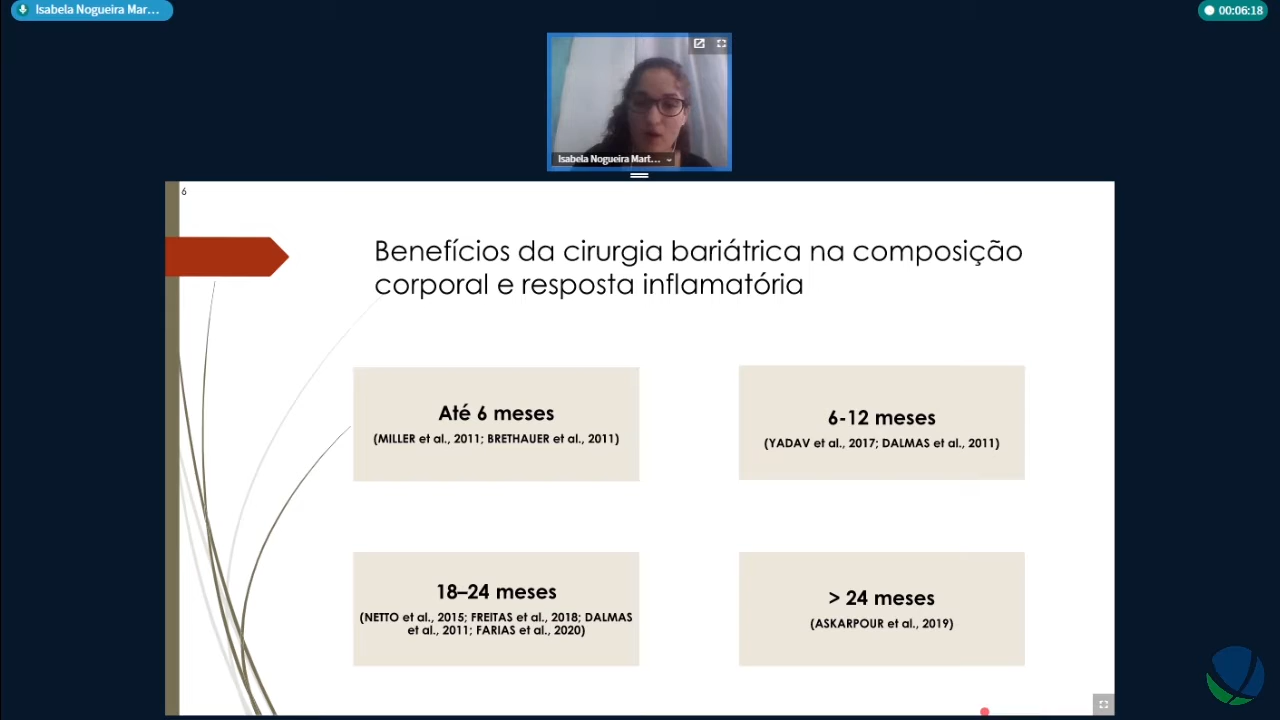 Isabela Nogueira Mar...
00:06:18
Isabela Nogueira Mart...
6
Benefícios da cirurgia bariátrica na composição
corporal e resposta inflamatória
Até 6 meses
(MILLER et al., 2011; BRETHAUER et al., 2011)
6-12 meses
(YADAV et al., 2017; DALMAS et al., 2011)
18–24 meses
(NETTO et al., 2015; FREITAS et al., 2018; DALMAS
et al., 2011; FARIAS et al., 2020)
> 24 meses
(ASKARPOUR et al., 2019)